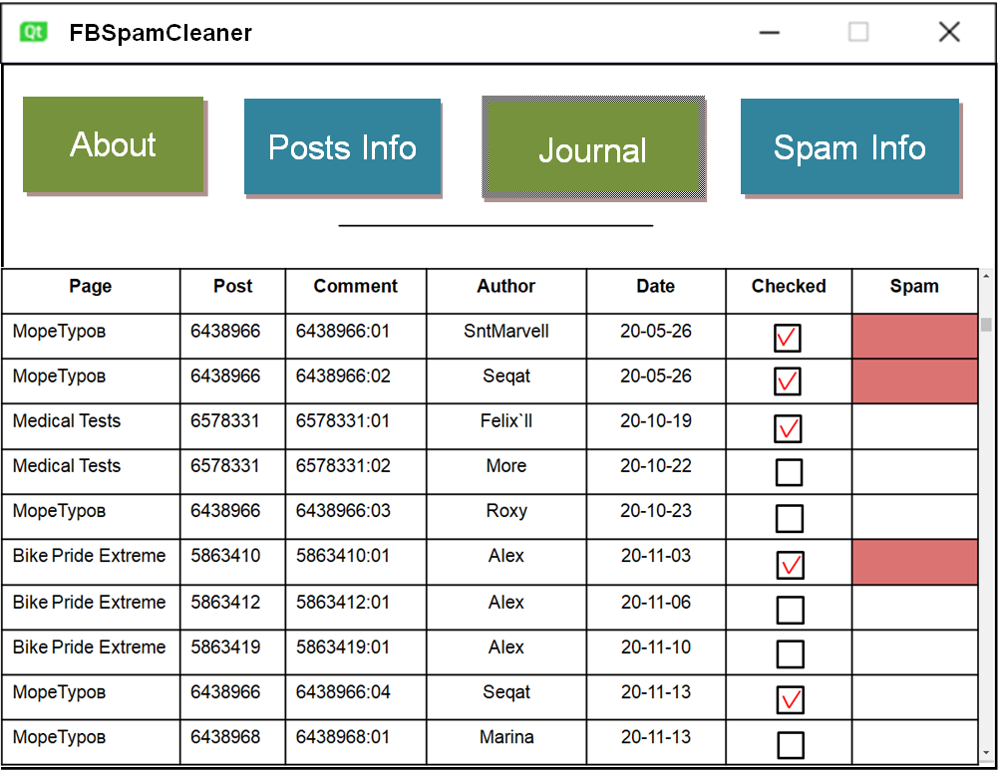 Qt FBSpamCleaner
About Posts Info Journal Spam Info
Page Post Comment Author Date Checked Spam
МореТуров 6438966 6438966:01 SntMarvell 20-05-26
МореТуров 6438966 6438966:02 Seqat 20-05-26
Medical Tests 6578331 6578331:01 Felix`ll 20-10-19
Medical Tests 6578331 6578331:02 More 20-10-22
МореТуров 6438966 6438966:03 Roxy 20-10-23
Bike Pride Extreme 5863410 5863410:01 Alex 20-11-03
Bike Pride Extreme 5863412 5863412:01 Alex 20-11-06
Bike Pride Extreme 5863419 5863419:01 Alex 20-11-10
МореТуров 6438966 6438966:04 Seqat 20-11-13
МореТуров 6438968 6438968:01 Marina 20-11-13